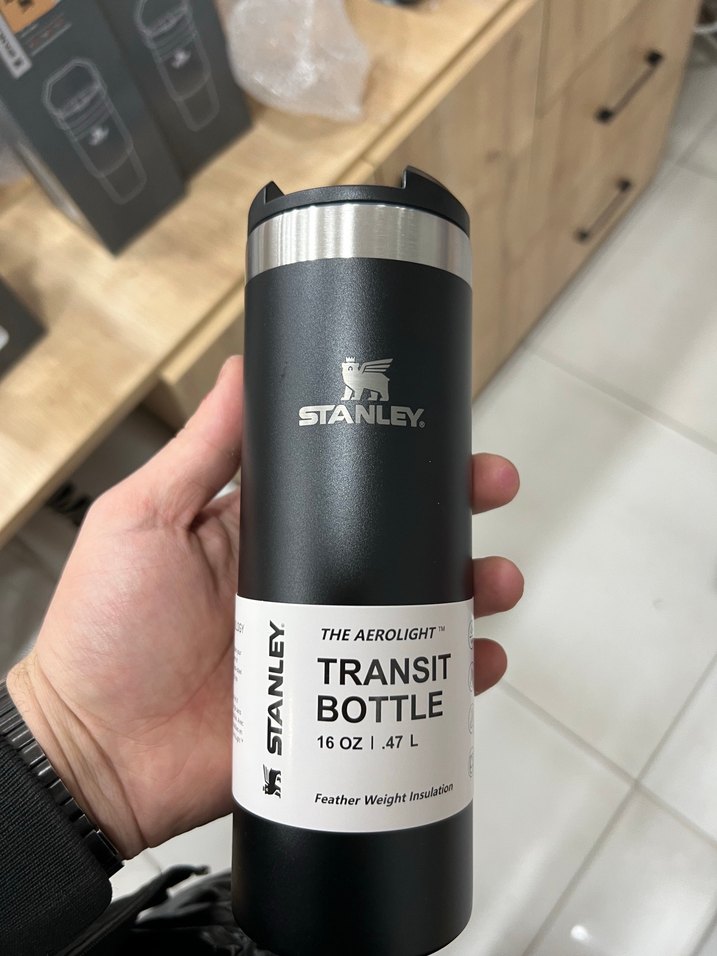 STANLEY®
STANLEY®
THE AEROLIGHT™
TRANSIT
BOTTLE
16 OZ | .47 L
Feather Weight Insulation